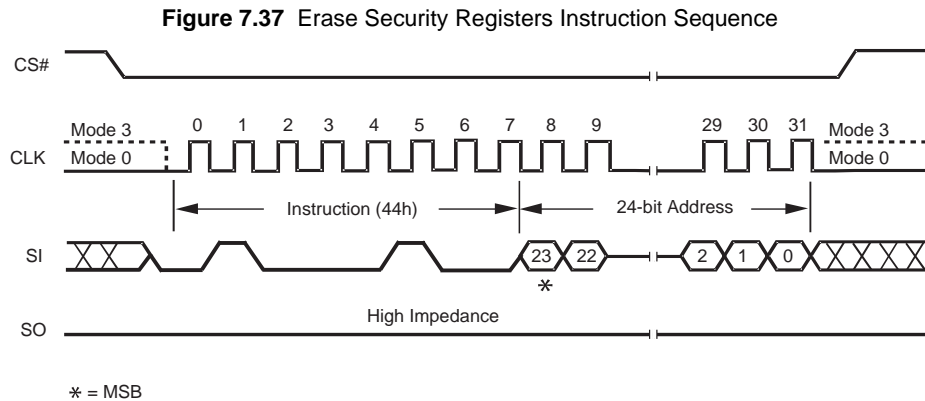 Figure 7.37 Erase Security Registers Instruction Sequence
CS#
Mode 3
0 1 2 3 4 5 6 7 8 9 29 30 31
Mode 3
CLK
Mode 0
Mode 0
Instruction (44h)
24-bit Address
SI
23 22 2 1 0
*
High Impedance
SO
* = MSB